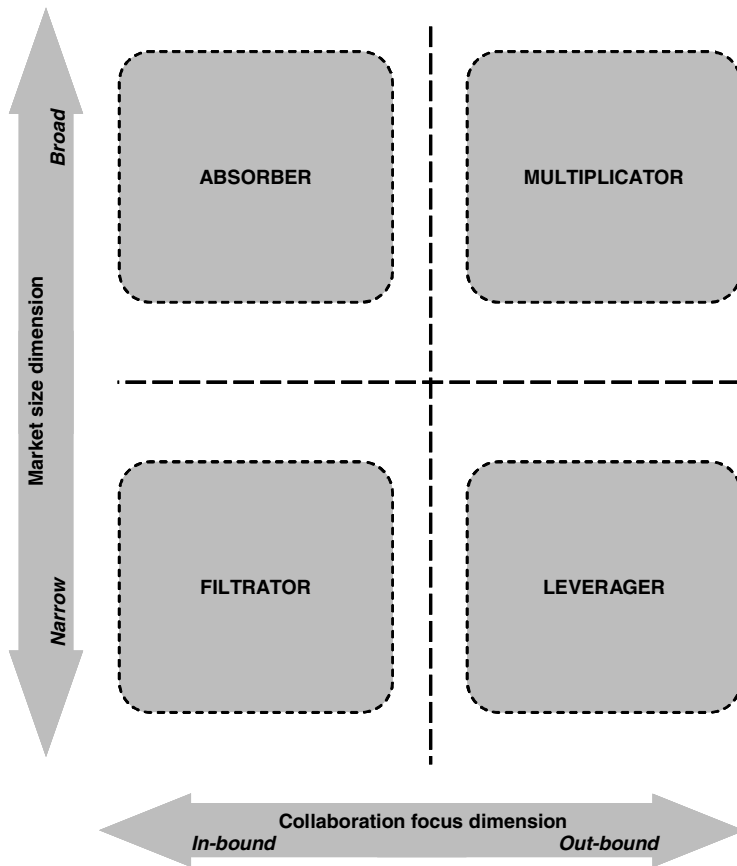 Broad
Market size dimension
Narrow
ABSORBER
MULTIPLICATOR
FILTRATOR
LEVERAGER
Collaboration focus dimension
In-bound
Out-bound